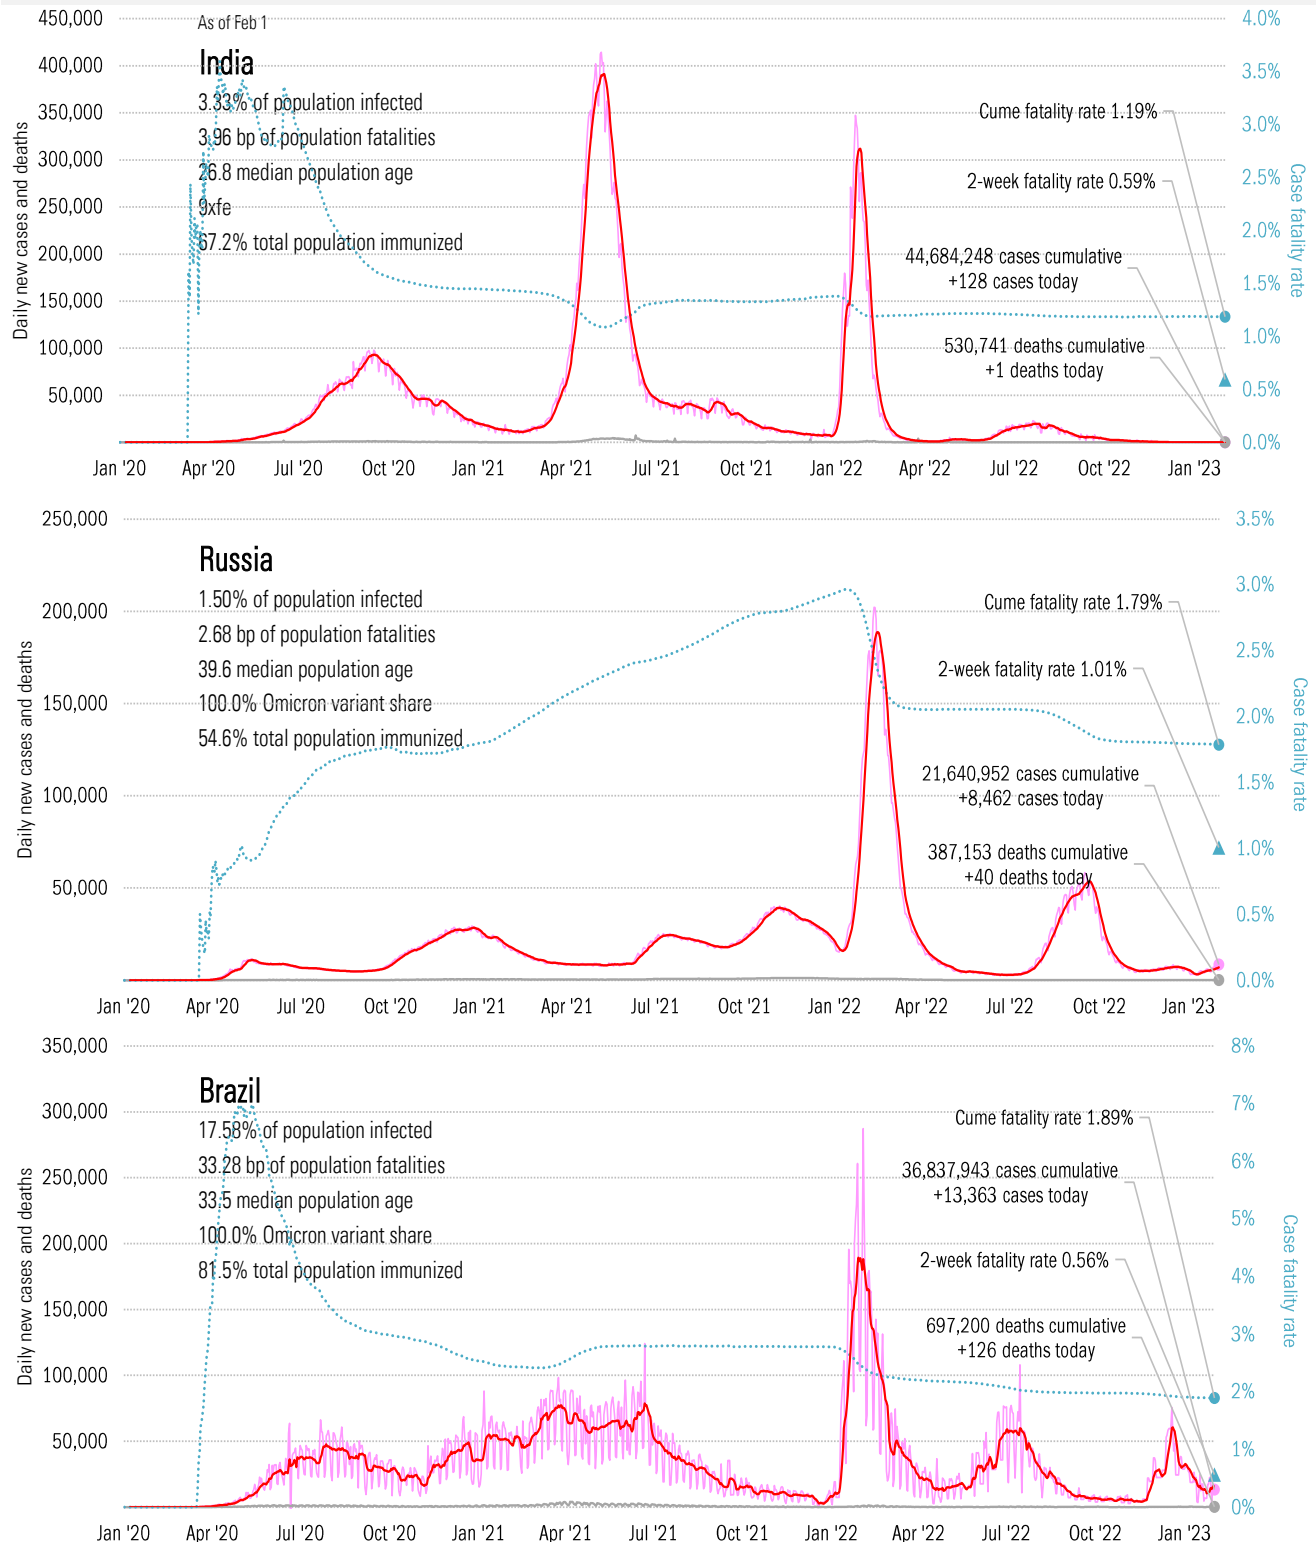 As of Feb 1
India
3.33% of population infected
3.96 bp of population fatalities
26.8 median population age
9xfe
67.2% total population immunized
Daily new cases and deaths
450,000
400,000
350,000
300,000
250,000
200,000
150,000
100,000
50,000
Cume fatality rate 1.19%
2-week fatality rate 0.59%
44,684,248 cases cumulative
+128 cases today
530,741 deaths cumulative
+1 deaths today
4.0%
3.5%
3.0%
2.5%
2.0%
1.5%
1.0%
0.5%
0.0%
Case fatality rate
Jan '20 Apr '20 Jul '20 Oct '20 Jan '21 Apr '21 Jul '21 Oct '21 Jan '22 Apr '22 Jul '22 Oct '22 Jan '23
Russia
1.50% of population infected
2.68 bp of population fatalities
39.6 median population age
100.0% Omicron variant share
54.6% total population immunized
Daily new cases and deaths
250,000
200,000
150,000
100,000
50,000
Cume fatality rate 1.79%
2-week fatality rate 1.01%
21,640,952 cases cumulative
+8,462 cases today
387,153 deaths cumulative
+40 deaths today
3.5%
3.0%
2.5%
2.0%
1.5%
1.0%
0.5%
0.0%
Case fatality rate
Jan '20 Apr '20 Jul '20 Oct '20 Jan '21 Apr '21 Jul '21 Oct '21 Jan '22 Apr '22 Jul '22 Oct '22 Jan '23
Brazil
17.58% of population infected
33.28 bp of population fatalities
33.5 median population age
100.0% Omicron variant share
81.5% total population immunized
Daily new cases and deaths
350,000
300,000
250,000
200,000
150,000
100,000
50,000
Cume fatality rate 1.89%
36,837,943 cases cumulative
+13,363 cases today
2-week fatality rate 0.56%
697,200 deaths cumulative
+126 deaths today
8%
7%
6%
5%
4%
3%
2%
1%
0%
Case fatality rate
Jan '20 Apr '20 Jul '20 Oct '20 Jan '21 Apr '21 Jul '21 Oct '21 Jan '22 Apr '22 Jul '22 Oct '22 Jan '23